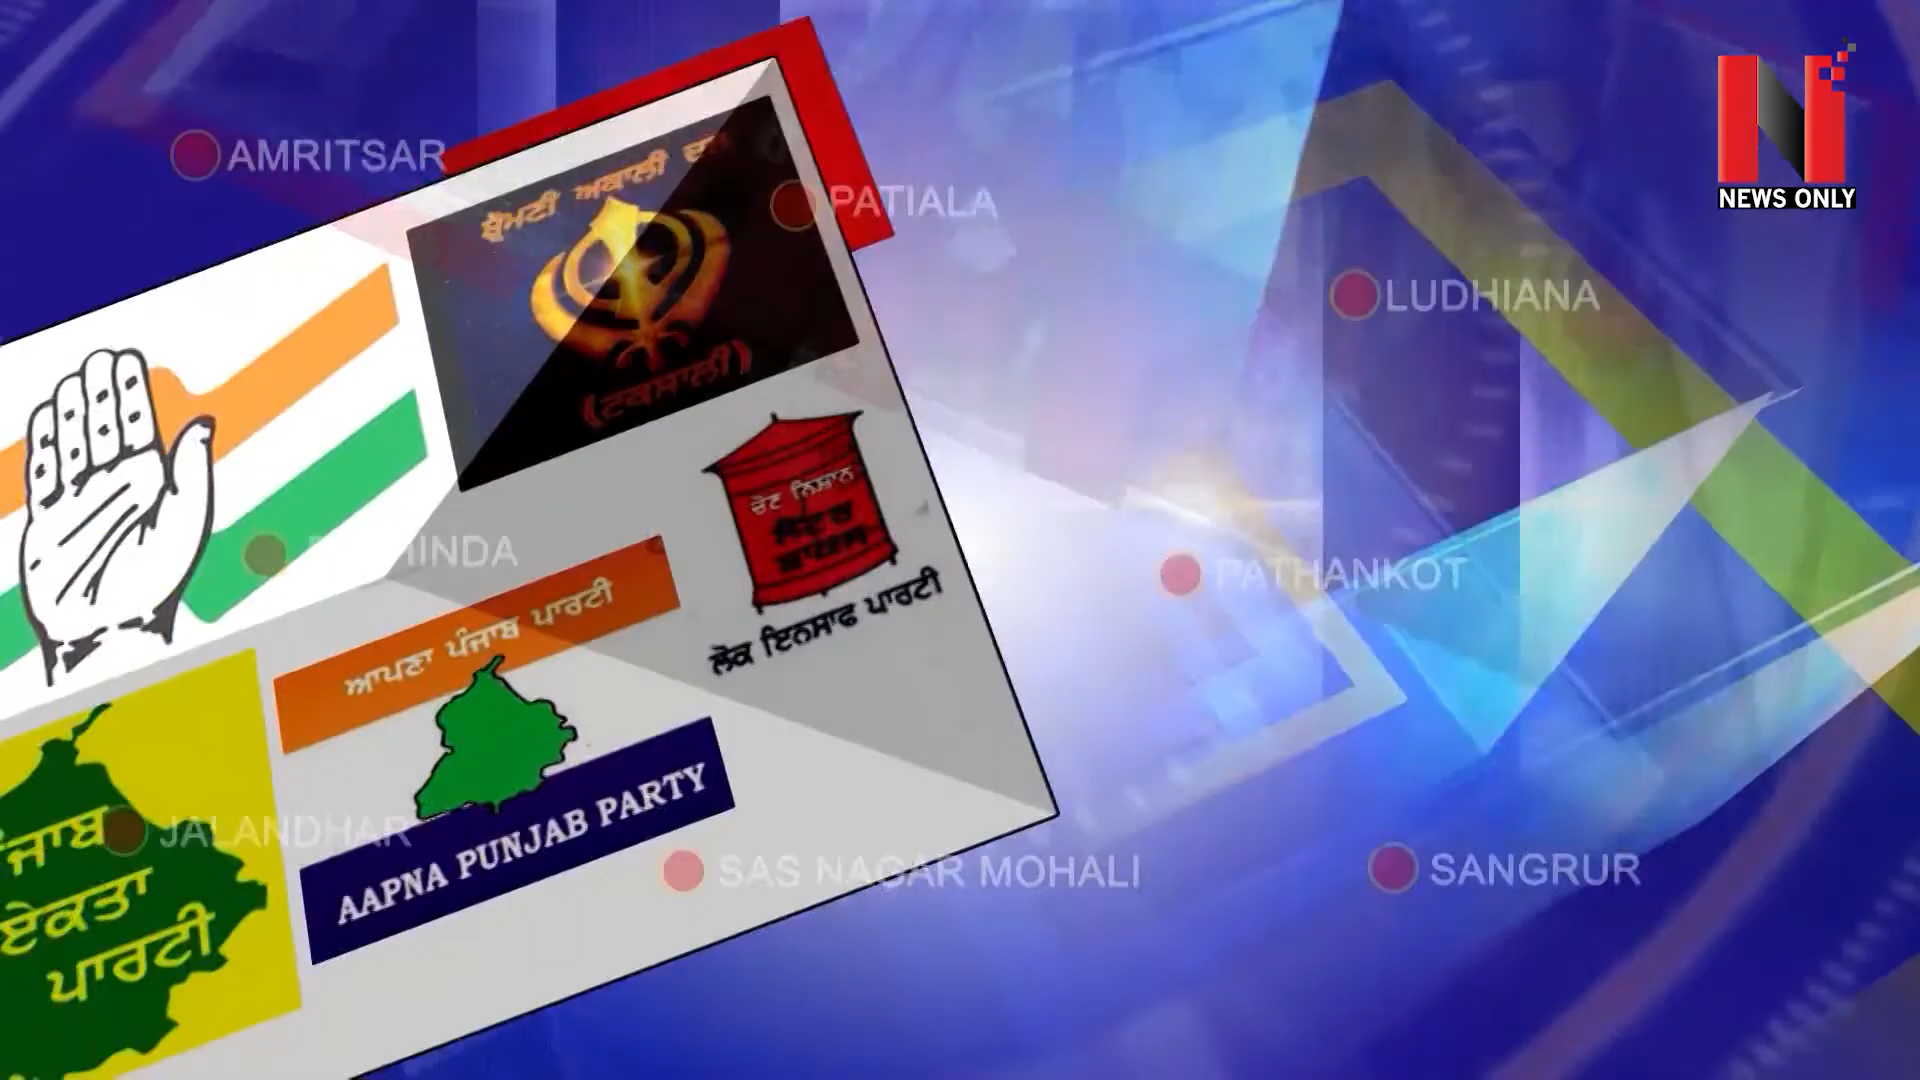 NEWS ONLY
AMRITSAR
PATIALA
LUDHIANA
ਸ਼੍ਰੋਮਣੀ ਅਕਾਲੀ
(ਟਕਸਾਲੀ)
ਚੋਣ ਨਿਸ਼ਾਨ
ਲੋਕ ਇਨਸਾਫ ਪਾਰਟੀ
PATHANKOT
ਆਪਣਾ ਪੰਜਾਬ ਪਾਰਟੀ
AAPNA PUNJAB PARTY
JALANDHAR
ਏਕਤਾ
ਪਾਰਟੀ
SAS NAGAR MOHALI
SANGRUR